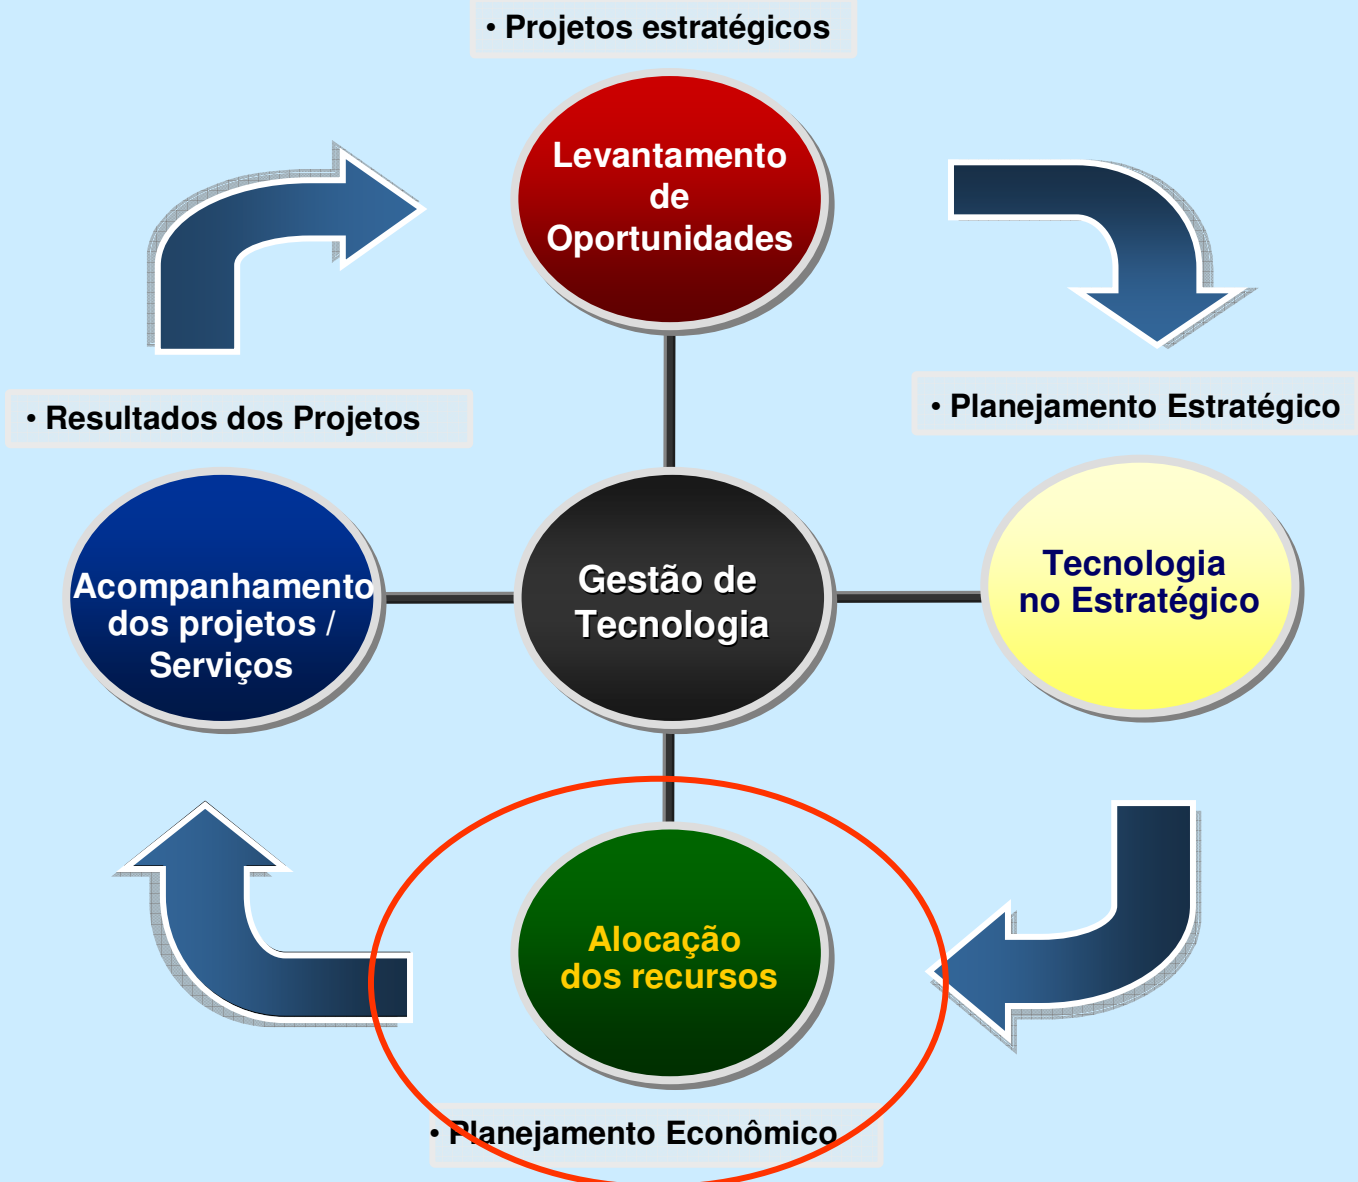 • Projetos estratégicos
Levantamento
de
Oportunidades
• Resultados dos Projetos
• Planejamento Estratégico
Acompanhamento
dos projetos /
Serviços
Gestão de
Tecnologia
Tecnologia
no Estratégico
Alocação
dos recursos
• Planejamento Econômico